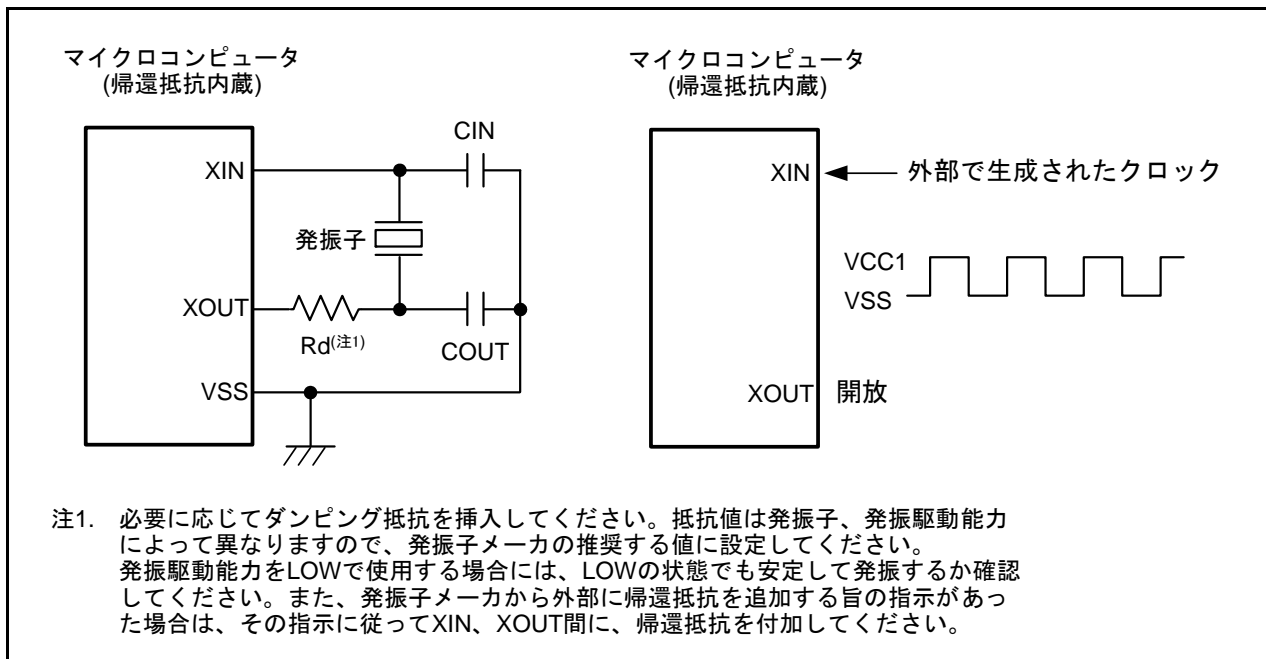 マイクロコンピュータ
(帰還抵抗内蔵)
CIN
XIN
発振子
XOUT
Rd(注1)
COUT
VSS
マイクロコンピュータ
(帰還抵抗内蔵)
XIN
外部で生成されたクロック
VCC1
VSS
XOUT
開放
注1. 必要に応じてダンピング抵抗を挿入してください。抵抗値は発振子、発振駆動能力
によって異なりますので、発振子メーカの推奨する値に設定してください。
発振駆動能力をLOWで使用する場合には、LOWの状態でも安定して発振するか確認
してください。また、発振子メーカから外部に帰還抵抗を追加する旨の指示があっ
た場合は、その指示に従ってXIN、XOUT間に、帰還抵抗を付加してください。